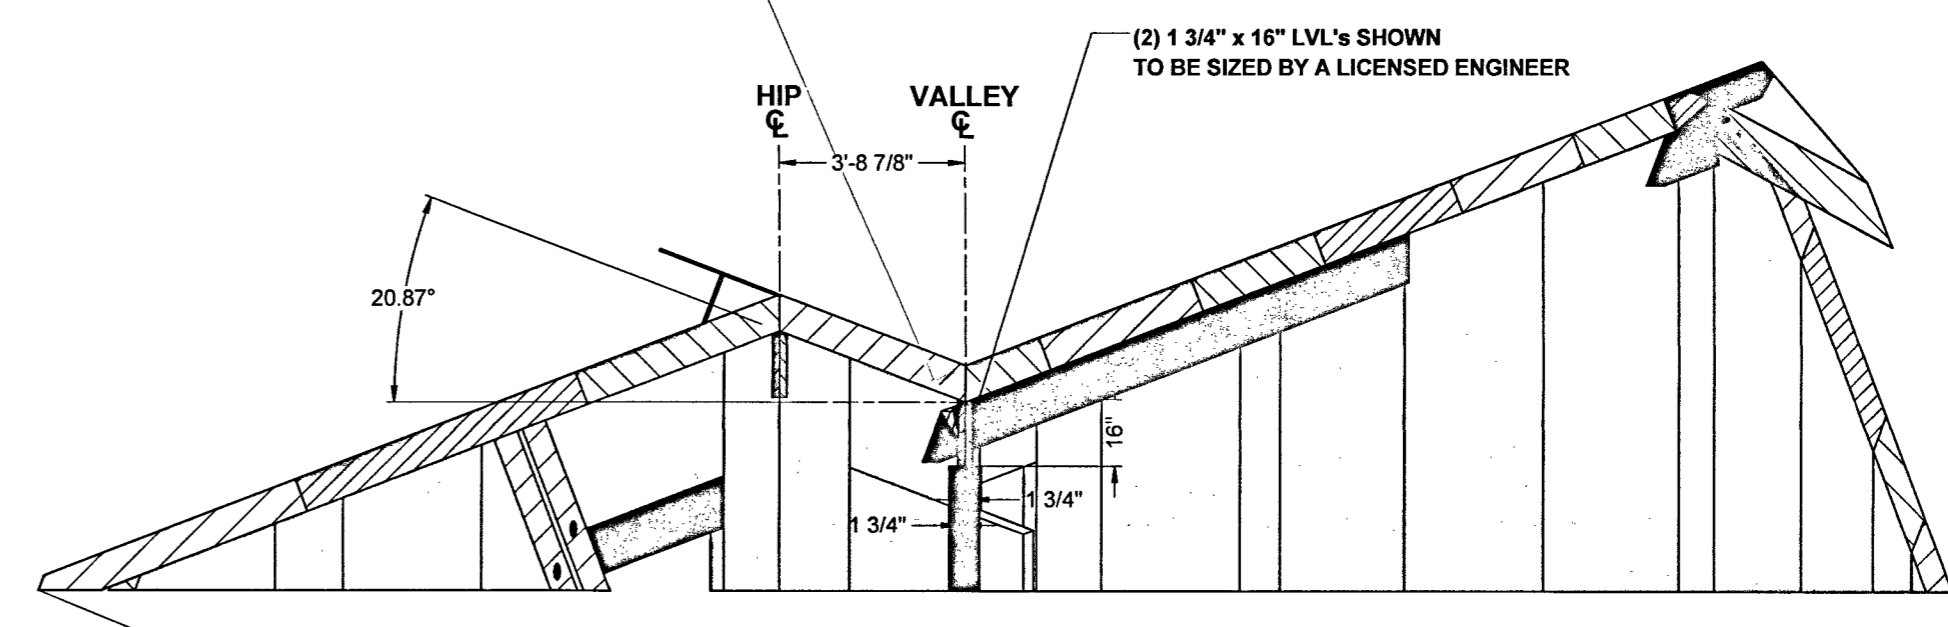 (2) 1 3/4" x 16" LVL's SHOWN
TO BE SIZED BY A LICENSED ENGINEER
HIP
℄
VALLEY
℄
3'-8 7/8"
20.87°
16"
1 3/4"
1 3/4"